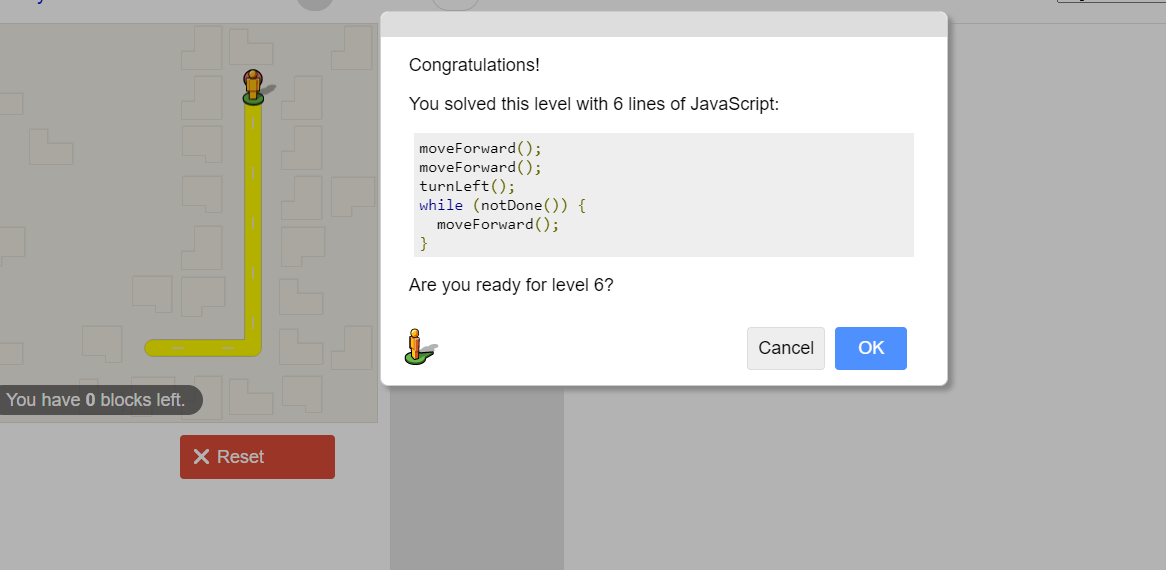 Congratulations!
You solved this level with 6 lines of JavaScript:
moveForward();
moveForward();
turnLeft();
while (notDone()) {
  moveForward();
}
Are you ready for level 6?
Cancel
OK
You have 0 blocks left.
Reset